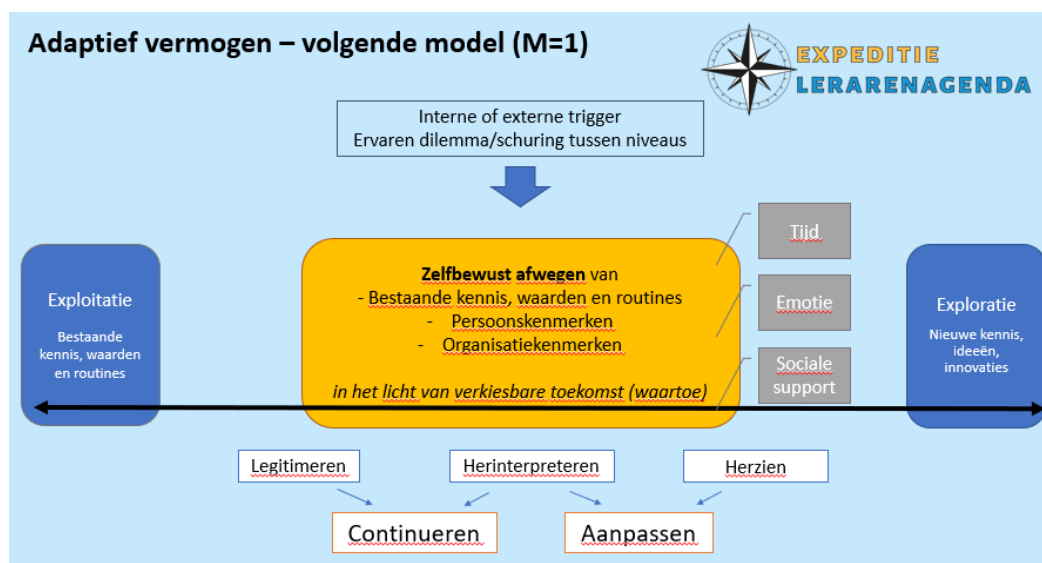 Adaptief vermogen – volgende model (M=1)
EXPEDITIE
LERARENAGENDA
Interne of externe trigger
Ervaren dilemma/schuring tussen niveaus
Tijd
Emotie
Sociale
support
Exploitatie
Bestaande
kennis, waarden
en routines
Zelfbewust afwegen van
- Bestaande kennis, waarden en routines
- Persoonskenmerken
- Organisatiekenmerken
in het licht van verkiesbare toekomst (waartoe)
Exploratie
Nieuwe kennis,
ideeën,
innovaties
Legitimeren
Herinterpreteren
Herzien
Continueren
Aanpassen